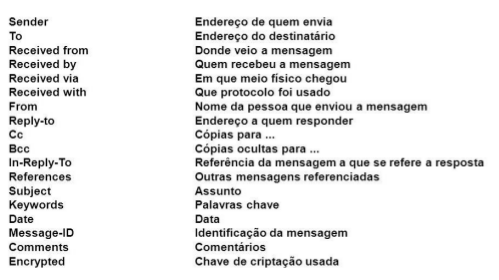 Sender Endereço de quem envia
To Endereço do destinatário
Received from Donde veio a mensagem
Received by Quem recebeu a mensagem
Received via Em que meio físico chegou
Received with Que protocolo foi usado
From Nome da pessoa que enviou a mensagem
Reply-to Endereço a quem responder
Cc Cópias para ...
Bcc Cópias ocultas para ...
In-Reply-To Referência da mensagem a que se refere a resposta
References Outras mensagens referenciadas
Subject Assunto
Keywords Palavras chave
Date Data
Message-ID Identificação da mensagem
Comments Comentários
Encrypted Chave de criptação usada